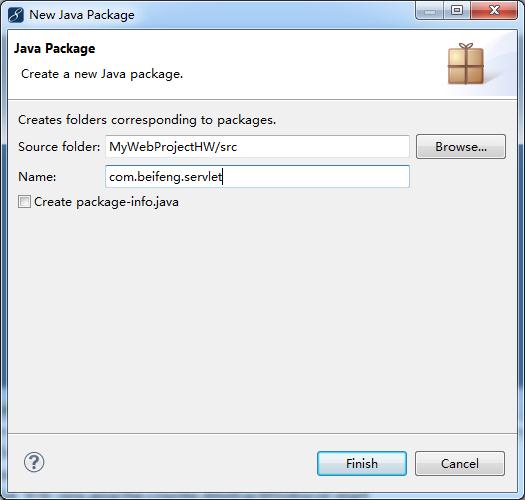 New Java Package
Java Package
Create a new Java package.
Creates folders corresponding to packages.
Source folder: MyWebProjectHW/src Browse...
Name: com.beifeng.servlet
Create package-info.java
? Finish Cancel